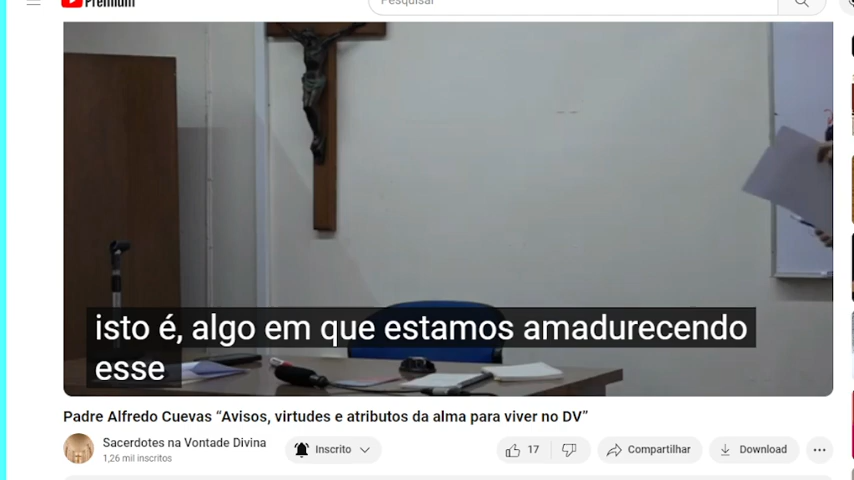 Premium
Pesquisar
isto é, algo em que estamos amadurecendo
esse
Padre Alfredo Cuevas “Avisos, virtudes e atributos da alma para viver no DV”
Sacerdotes na Vontade Divina
1,26 mil inscritos
Inscrito
17
Compartilhar
Download